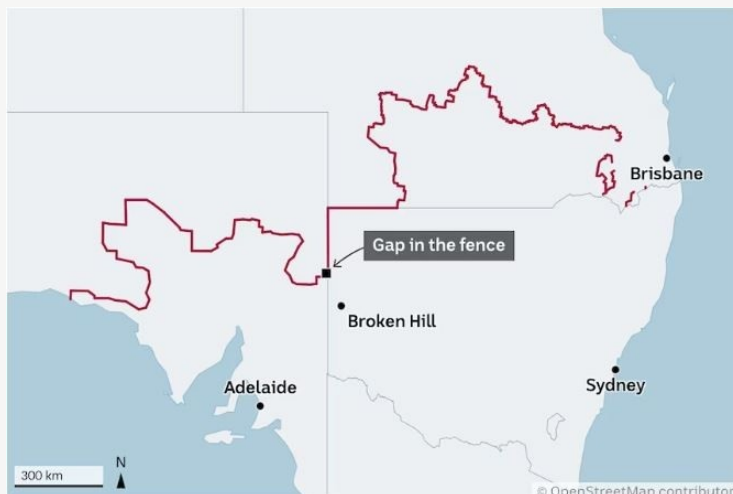 Brisbane
Gap in the fence
Broken Hill
Sydney
Adelaide
300 km
N
© OpenStreetMap contributor